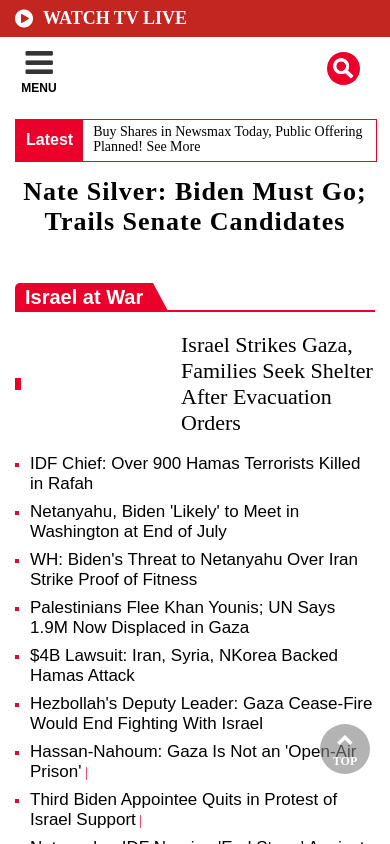 WATCH TV LIVE
MENU
Latest
Buy Shares in Newsmax Today, Public Offering
Planned! See More
Nate Silver: Biden Must Go;
Trails Senate Candidates
Israel at War
Israel Strikes Gaza,
Families Seek Shelter
After Evacuation
Orders
IDF Chief: Over 900 Hamas Terrorists Killed
in Rafah
Netanyahu, Biden 'Likely' to Meet in
Washington at End of July
WH: Biden's Threat to Netanyahu Over Iran
Strike Proof of Fitness
Palestinians Flee Khan Younis; UN Says
1.9M Now Displaced in Gaza
$4B Lawsuit: Iran, Syria, NKorea Backed
Hamas Attack
Hezbollah's Deputy Leader: Gaza Cease-Fire
Would End Fighting With Israel
Hassan-Nahoum: Gaza Is Not an 'Open-Air
Prison' |
TOP
Third Biden Appointee Quits in Protest of
Israel Support |